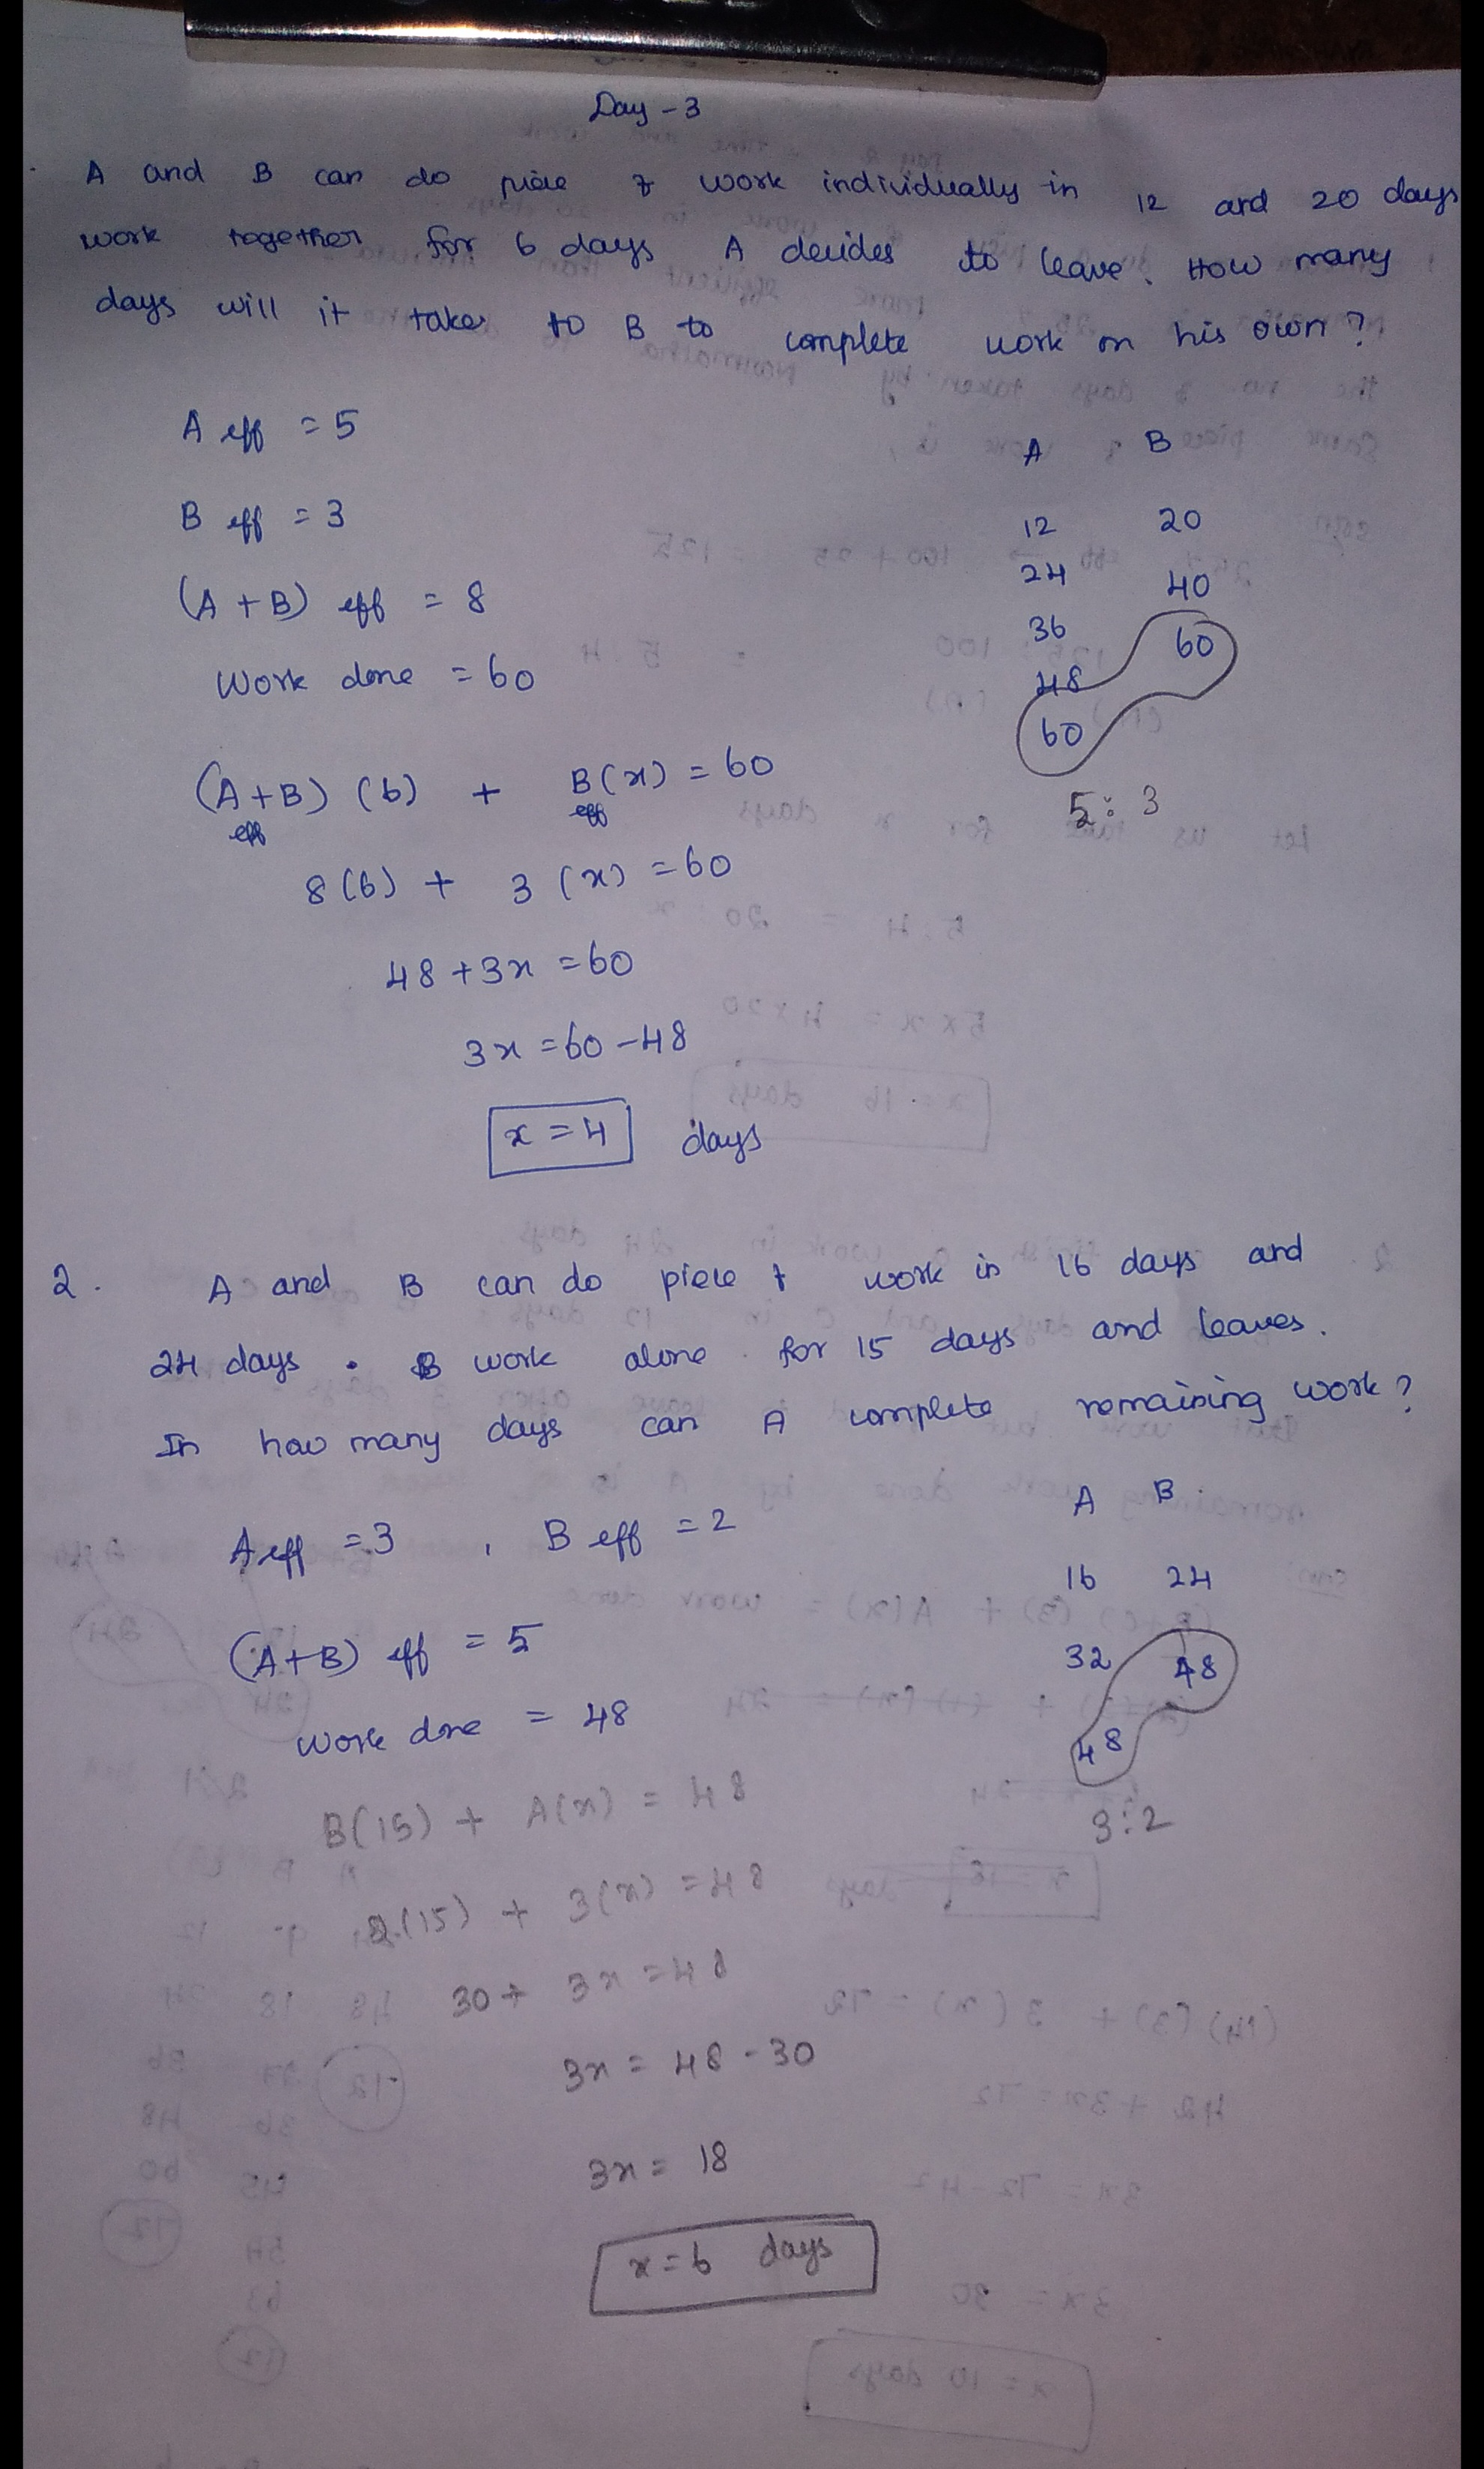 Day - 3
A and B can do piece of work individually in 12 and 20 days
work together for 6 days A decides to leave. How many
days will it take to B to complete work on his own?
A eff = 5
B eff = 3
(A + B) eff = 8
Work done = 60
A B
12 20
24 40
36 60
48
60
5 : 3
(A+B) (6) + B(x) = 60
eff eff
8(6) + 3(x) = 60
48 + 3x = 60
3x = 60 - 48
x = 4 days
2. A and B can do piece of work in 16 days and
24 days. B work alone for 15 days and leaves.
In how many days can A complete remaining work?
A eff = 3, B eff = 2
(A+B) eff = 5
work done = 48
A B
16 24
32 48
48
3:2
B(15) + A(x) = 48
2(15) + 3(x) = 48
30 + 3x = 48
3x = 48 - 30
3x = 18
x = 6 days